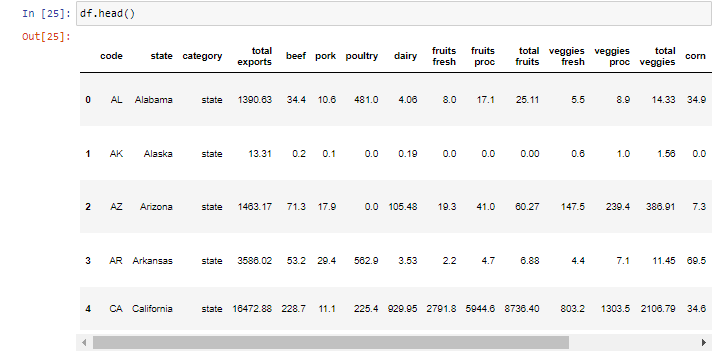 In [25]: df.head()
Out[25]:
code state category total exports beef pork poultry dairy fruits fresh fruits proc total fruits veggies fresh veggies proc total veggies corn
0 AL Alabama state 1390.63 34.4 10.6 481.0 4.06 8.0 17.1 25.11 5.5 8.9 14.33 34.9
1 AK Alaska state 13.31 0.2 0.1 0.0 0.19 0.0 0.0 0.00 0.6 1.0 1.56 0.0
2 AZ Arizona state 1463.17 71.3 17.9 0.0 105.48 19.3 41.0 60.27 147.5 239.4 386.91 7.3
3 AR Arkansas state 3586.02 53.2 29.4 562.9 3.53 2.2 4.7 6.88 4.4 7.1 11.45 69.5
4 CA California state 16472.88 228.7 11.1 225.4 929.95 2791.8 5944.6 8736.40 803.2 1303.5 2106.79 34.6